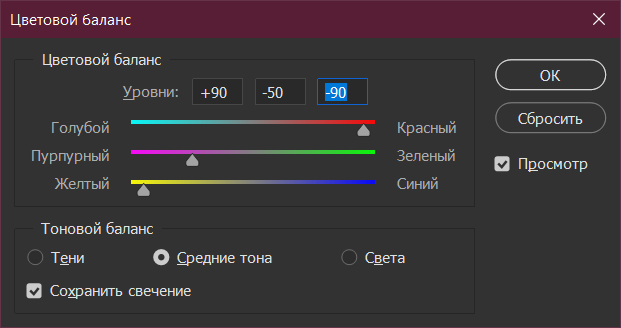 Цветовой баланс
Цветовой баланс
Уровни: +90 -50 -90
Голубой Красный
Пурпурный Зеленый
Желтый Синий
Тоновой баланс
Тени Средние тона Света
Сохранить свечение
ОК
Сбросить
Просмотр